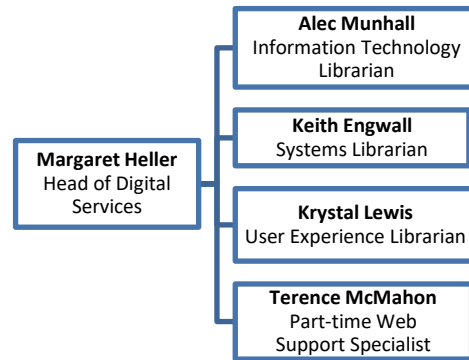 Alec Munhall
Information Technology
Librarian
Keith Engwall
Systems Librarian
Margaret Heller
Head of Digital
Services
Krystal Lewis
User Experience Librarian
Terence McMahon
Part-time Web
Support Specialist